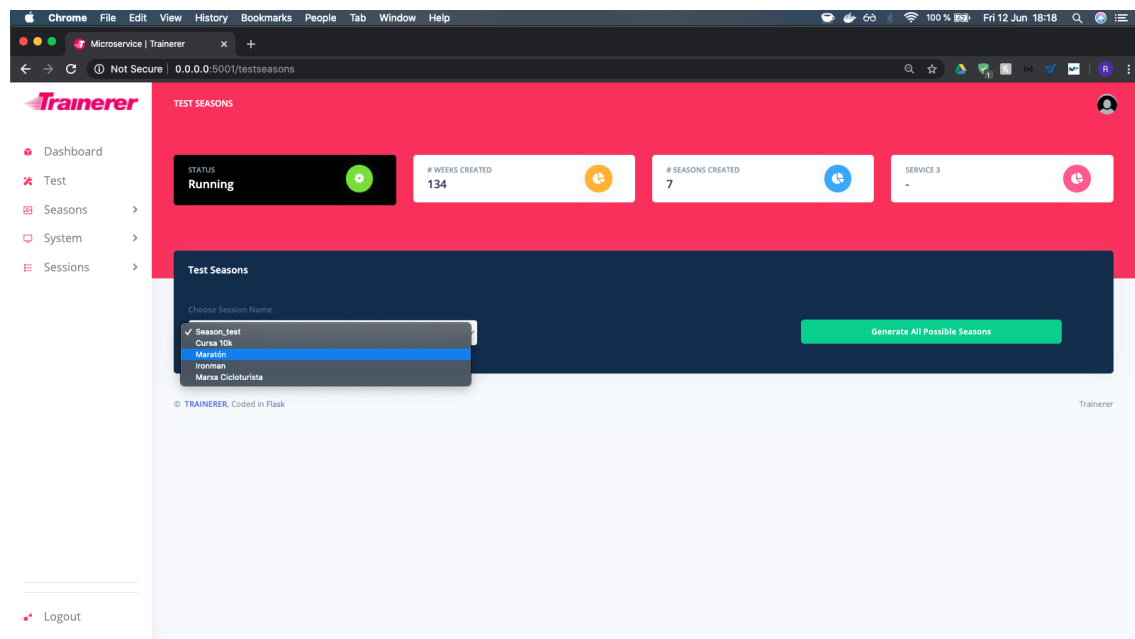 Chrome File Edit View History Bookmarks People Tab Window Help 100 % Fri 12 Jun 18:18
Microservice | Trainerer
Not Secure 0.0.0.0:5001/testseasons
Trainerer
TEST SEASONS
Dashboard
Test
Seasons
System
Sessions
STATUS
Running
# WEEKS CREATED
134
# SEASONS CREATED
7
SERVICE 3
-
Test Seasons
Choose Session Name
✓ Season_test
Cursa 10k
Maratón
Ironman
Marxa Cicloturista
Generate All Possible Seasons
© TRAINERER, Coded in Flask
Trainerer
Logout